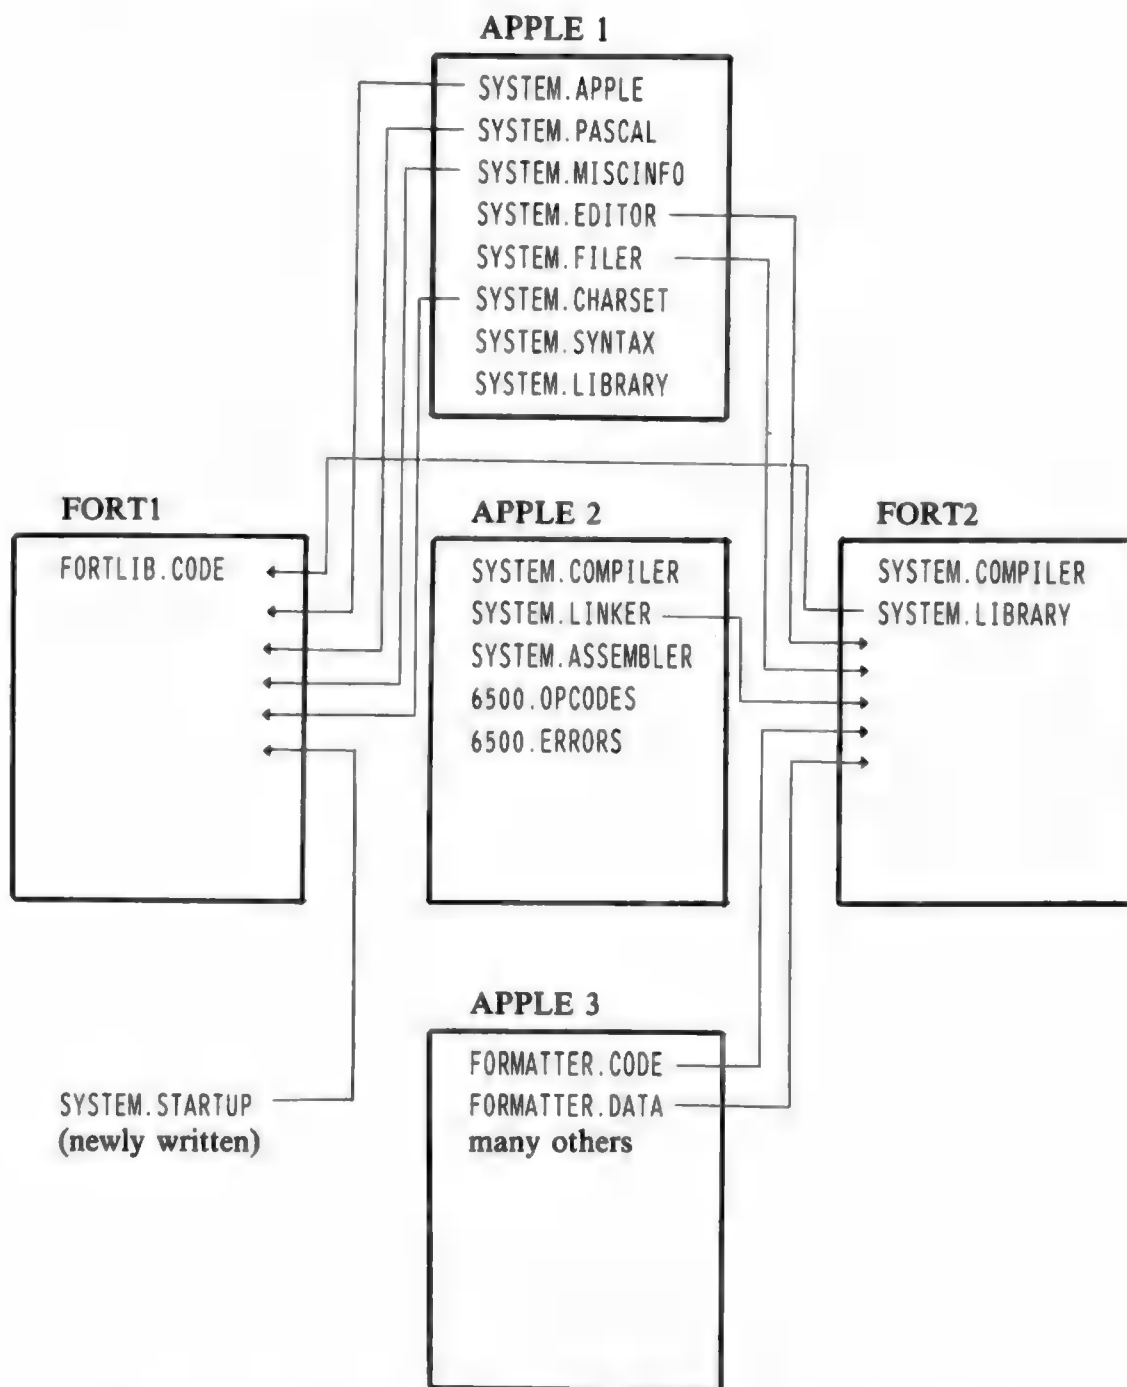 APPLE 1
SYSTEM.APPLE
SYSTEM.PASCAL
SYSTEM.MISCINFO
SYSTEM.EDITOR
SYSTEM.FILER
SYSTEM.CHARSET
SYSTEM.SYNTAX
SYSTEM.LIBRARY
FORT1
FORTLIB.CODE
APPLE 2
SYSTEM.COMPILER
SYSTEM.LINKER
SYSTEM.ASSEMBLER
6500.OPCODES
6500.ERRORS
FORT2
SYSTEM.COMPILER
SYSTEM.LIBRARY
APPLE 3
FORMATTER.CODE
FORMATTER.DATA
many others
SYSTEM.STARTUP
(newly written)